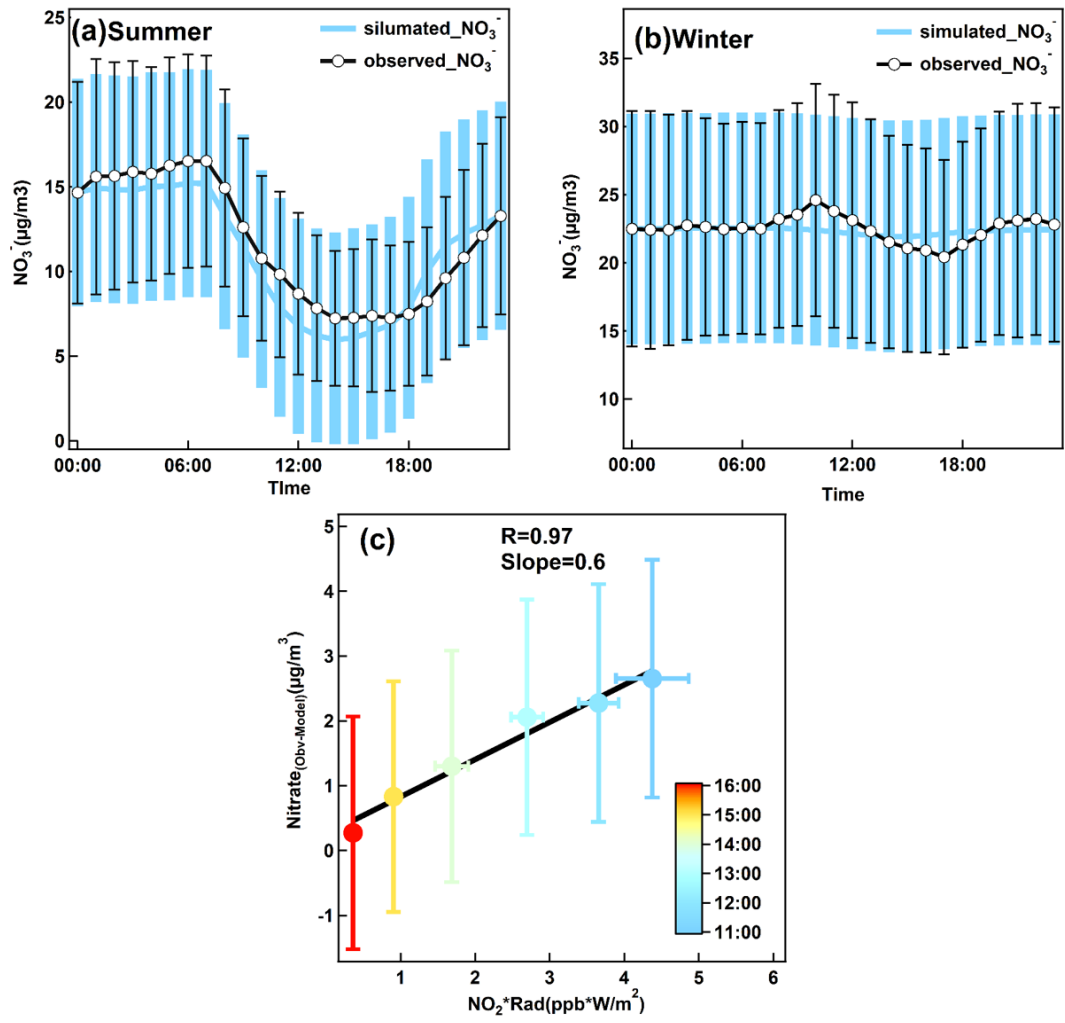 (a)Summer
silumated_NO₃⁻
observed_NO₃⁻
25
20
15
10
5
0
NO₃⁻(μg/m3)
00:00 06:00 12:00 18:00
TIme
(b)Winter
simulated_NO₃⁻
observed_NO₃⁻
35
30
25
20
15
10
NO₃⁻(μg/m3)
00:00 06:00 12:00 18:00
Time
(c)
R=0.97
Slope=0.6
5
4
3
2
1
0
-1
Nitrate(Obv-Model)(μg/m³)
16:00
15:00
14:00
13:00
12:00
11:00
1 2 3 4 5 6
NO₂*Rad(ppb*W/m²)